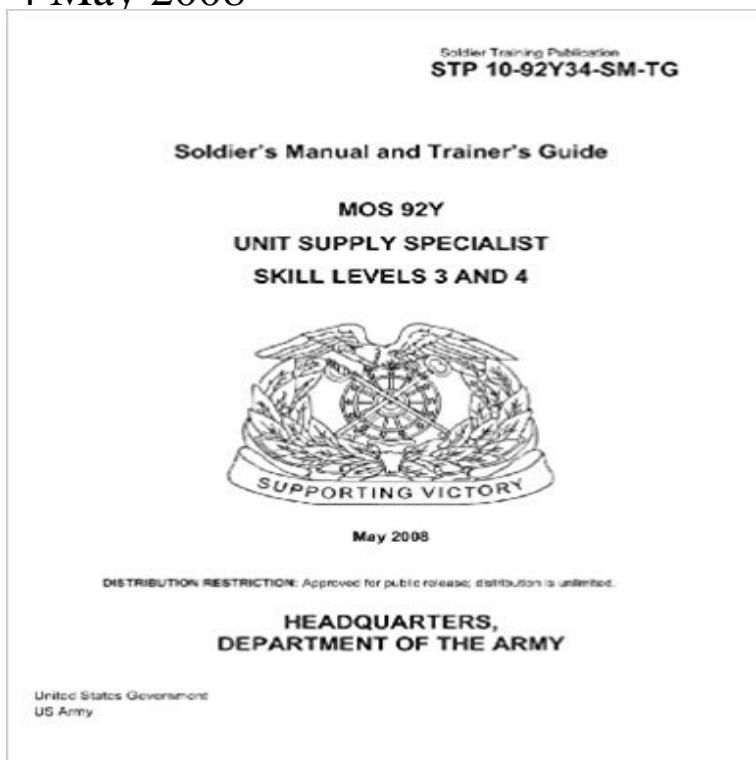 May 2008
Soldier Training Publication
STP 10-92Y34-SM-TG
Soldier's Manual and Trainer's Guide
MOS 92Y
UNIT SUPPLY SPECIALIST
SKILL LEVELS 3 AND 4
SUPPORTING VICTORY
May 2008
DISTRIBUTION RESTRICTION: Approved for public release; distribution is unlimited.
HEADQUARTERS,
DEPARTMENT OF THE ARMY
United States Government
US Army